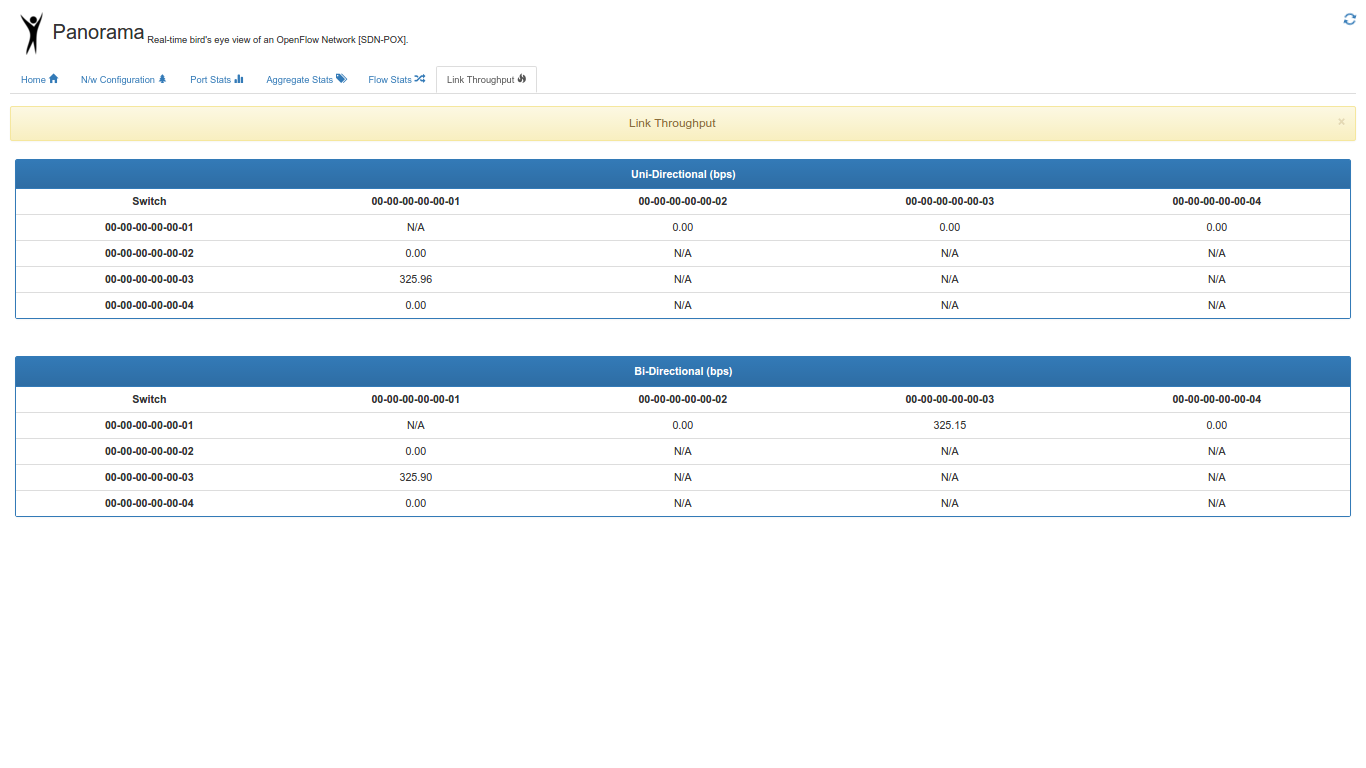 Panorama Real-time bird's eye view of an OpenFlow Network [SDN-POX].
Home N/w Configuration Port Stats Aggregate Stats Flow Stats Link Throughput
Link Throughput ×
Uni-Directional (bps)
Switch 00-00-00-00-00-01 00-00-00-00-00-02 00-00-00-00-00-03 00-00-00-00-00-04
00-00-00-00-00-01 N/A 0.00 0.00 0.00
00-00-00-00-00-02 0.00 N/A N/A N/A
00-00-00-00-00-03 325.96 N/A N/A N/A
00-00-00-00-00-04 0.00 N/A N/A N/A
Bi-Directional (bps)
Switch 00-00-00-00-00-01 00-00-00-00-00-02 00-00-00-00-00-03 00-00-00-00-00-04
00-00-00-00-00-01 N/A 0.00 325.15 0.00
00-00-00-00-00-02 0.00 N/A N/A N/A
00-00-00-00-00-03 325.90 N/A N/A N/A
00-00-00-00-00-04 0.00 N/A N/A N/A